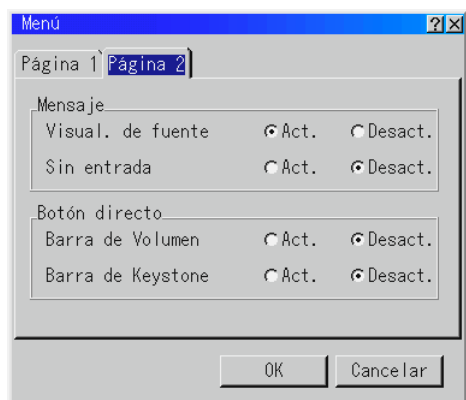 Menú ?×
Página 1 Página 2
Mensaje
Visual. de fuente Act. Desact.
Sin entrada Act. Desact.
Botón directo
Barra de Volumen Act. Desact.
Barra de Keystone Act. Desact.
OK Cancelar